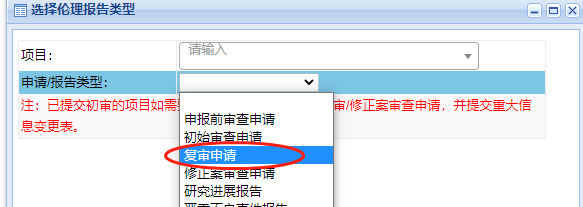 选择伦理报告类型
项目:
请输入
申请/报告类型:
注：已提交初审的项目如需
审/修正案审查申请，并提交重大信
息变更表。
申报前审查申请
初始审查申请
复审申请
修正案审查申请
研究进展报告